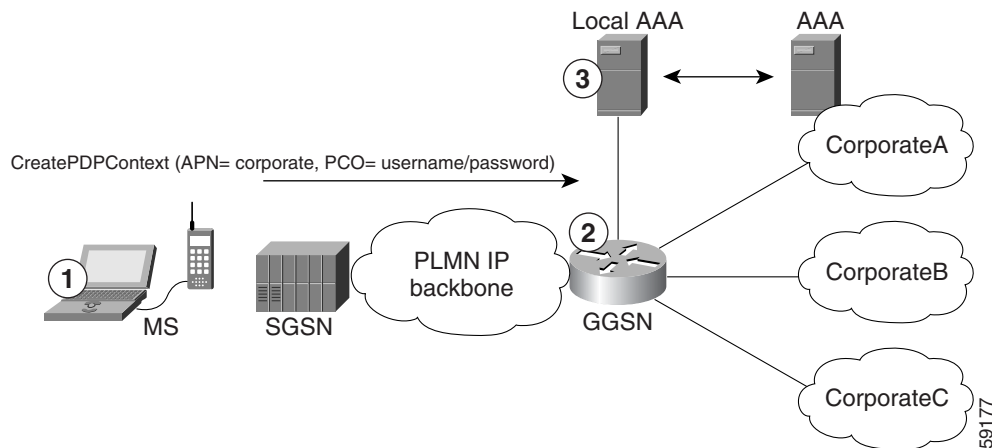 Local AAA
AAA
3
CorporateA
CreatePDPContext (APN= corporate, PCO= username/password)
2
1
PLMN IP
backbone
CorporateB
MS
SGSN
GGSN
CorporateC
59177